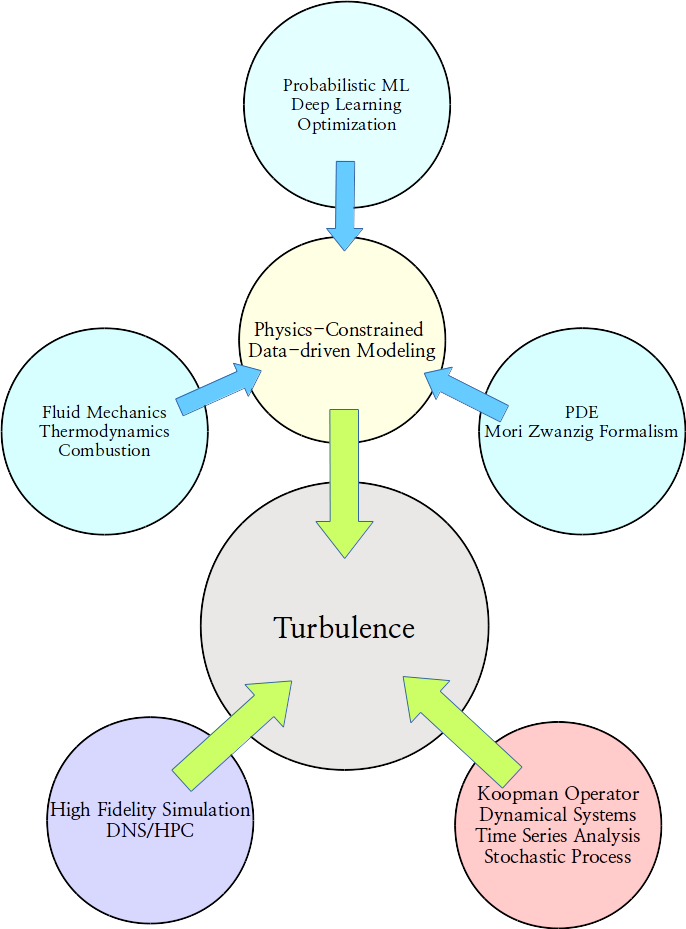 Probabilistic ML
Deep Learning
Optimization
Physics-Constrained
Data-driven Modeling
Fluid Mechanics
Thermodynamics
Combustion
PDE
Mori Zwanzig Formalism
Turbulence
High Fidelity Simulation
DNS/HPC
Koopman Operator
Dynamical Systems
Time Series Analysis
Stochastic Process